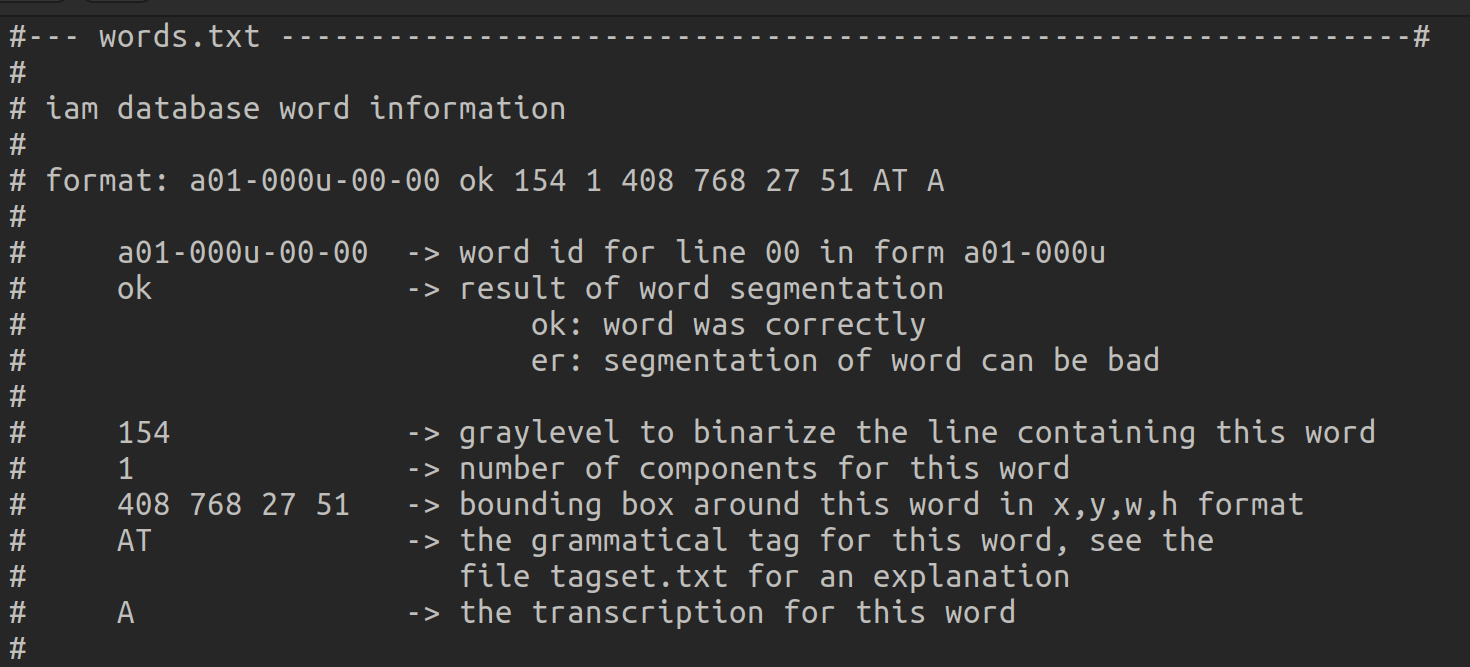 #--- words.txt ---------------------------------------------------------------#
#
# iam database word information
#
# format: a01-000u-00-00 ok 154 1 408 768 27 51 AT A
#
#     a01-000u-00-00  -> word id for line 00 in form a01-000u
#     ok              -> result of word segmentation
#                            ok: word was correctly
#                            er: segmentation of word can be bad
#
#     154             -> graylevel to binarize the line containing this word
#     1               -> number of components for this word
#     408 768 27 51   -> bounding box around this word in x,y,w,h format
#     AT              -> the grammatical tag for this word, see the
#                        file tagset.txt for an explanation
#     A               -> the transcription for this word
#